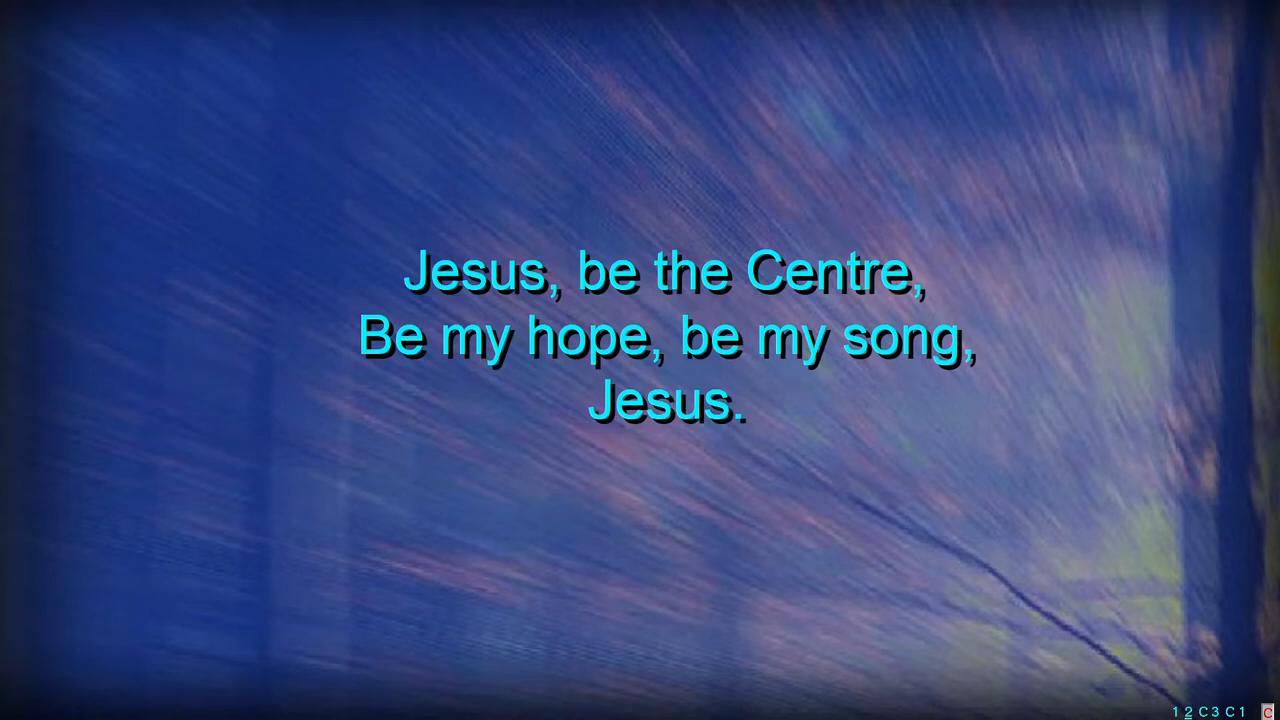 Jesus, be the Centre,
Be my hope, be my song,
Jesus.
1 2 C 3 C 1 C